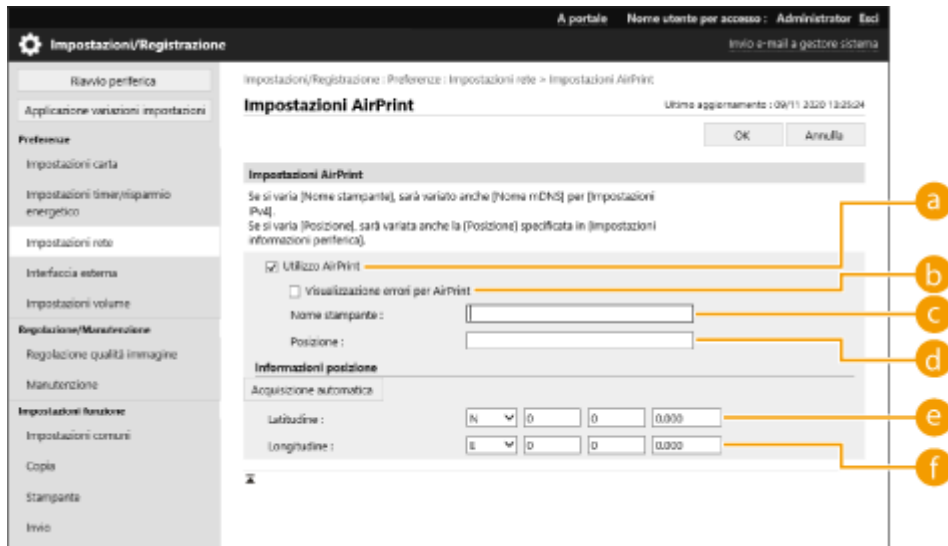 A portale Nome utente per accesso : Administrator Esci
Impostazioni/Registrazione
Invio e-mail a gestore sistema
Riavvio periferica
Applicazione variazioni impostazioni
Preferenze
Impostazioni carta
Impostazioni timer/risparmio
energetico
Impostazioni rete
Interfaccia esterna
Impostazioni volume
Regolazione/Manutenzione
Regolazione qualità immagine
Manutenzione
Impostazioni funzione
Impostazioni comuni
Copia
Stampante
Invio
Impostazioni/Registrazione : Preferenze : Impostazioni rete > Impostazioni AirPrint
Impostazioni AirPrint
Ultimo aggiornamento : 09/11 2020 13:25:24
OK Annulla
Impostazioni AirPrint
Se si varia [Nome stampante], sarà variato anche [Nome mDNS] per [Impostazioni
IPv4].
Se si varia [Posizione], sarà variata anche la [Posizione] specificata in [Impostazioni
informazioni periferica].
Utilizzo AirPrint
Visualizzazione errori per AirPrint
Nome stampante :
Posizione :
Informazioni posizione
Acquisizione automatica
Latitudine : N 0 0 0.000
Longitudine : E 0 0 0.000
a
b
c
d
e
f